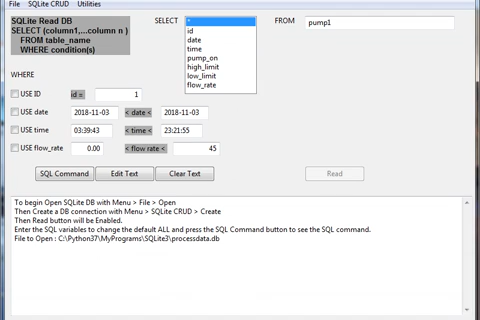 File SQLite CRUD Utilities
SQLite Read DB
SELECT (column1,...column n )
FROM table_name
WHERE condition(s)
SELECT
*
id
date
time
pump_on
high_limit
low_limit
flow_rate
FROM pump1
WHERE
USE ID id = 1
USE date 2018-11-03 < date < 2018-11-03
USE time 03:39:43 < time < 23:21:55
USE flow_rate 0.00 < flow rate < 45
SQL Command Edit Text Clear Text Read
To begin Open SQLite DB with Menu > File > Open
Then Create a DB connection with Menu > SQLite CRUD > Create
Then Read button will be Enabled.
Enter the SQL variables to change the default ALL and press the SQL Command button to see the SQL command.
File to Open : C:\Python37\MyPrograms\SQLite3\processdata.db